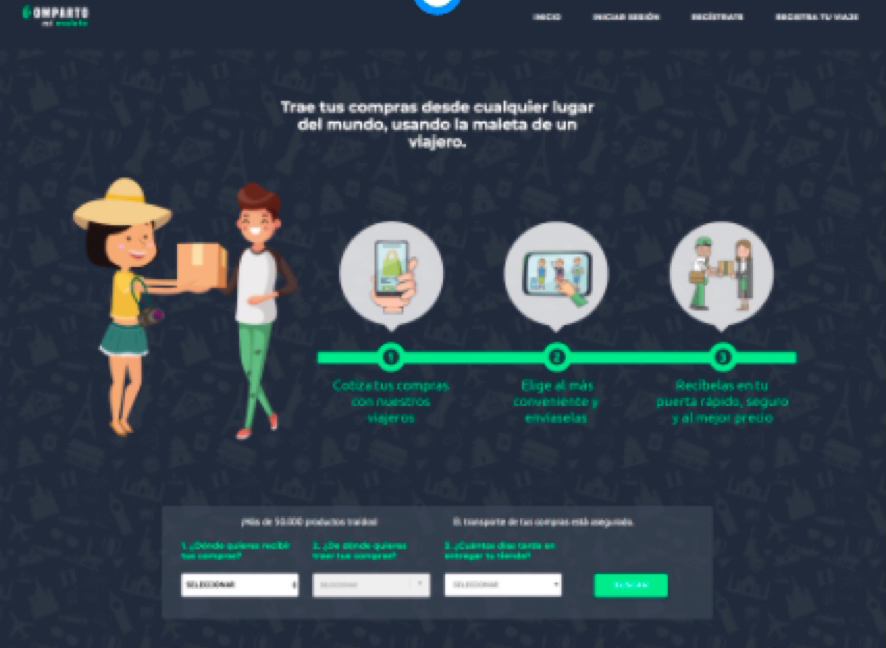 COMPARTO
mi maleta
INICIO INICIAR SESIÓN REGÍSTRATE REGISTRA TU VIAJE
Trae tus compras desde cualquier lugar
del mundo, usando la maleta de un
viajero.
1 2 3
Cotiza tus compras
con nuestros
viajeros
Elige al más
conveniente y
envíaselas
Recíbelas en tu
puerta rápido, seguro
y al mejor precio
¡Más de 50.000 productos traídos!
El transporte de tus compras está asegurado.
1. ¿Dónde quieres recibir
tus compras?
2. ¿De dónde quieres
traer tus compras?
3. ¿Cuántos días tarda en
entregar tu tienda?
SELECCIONAR
SELECCIONAR
SELECCIONAR